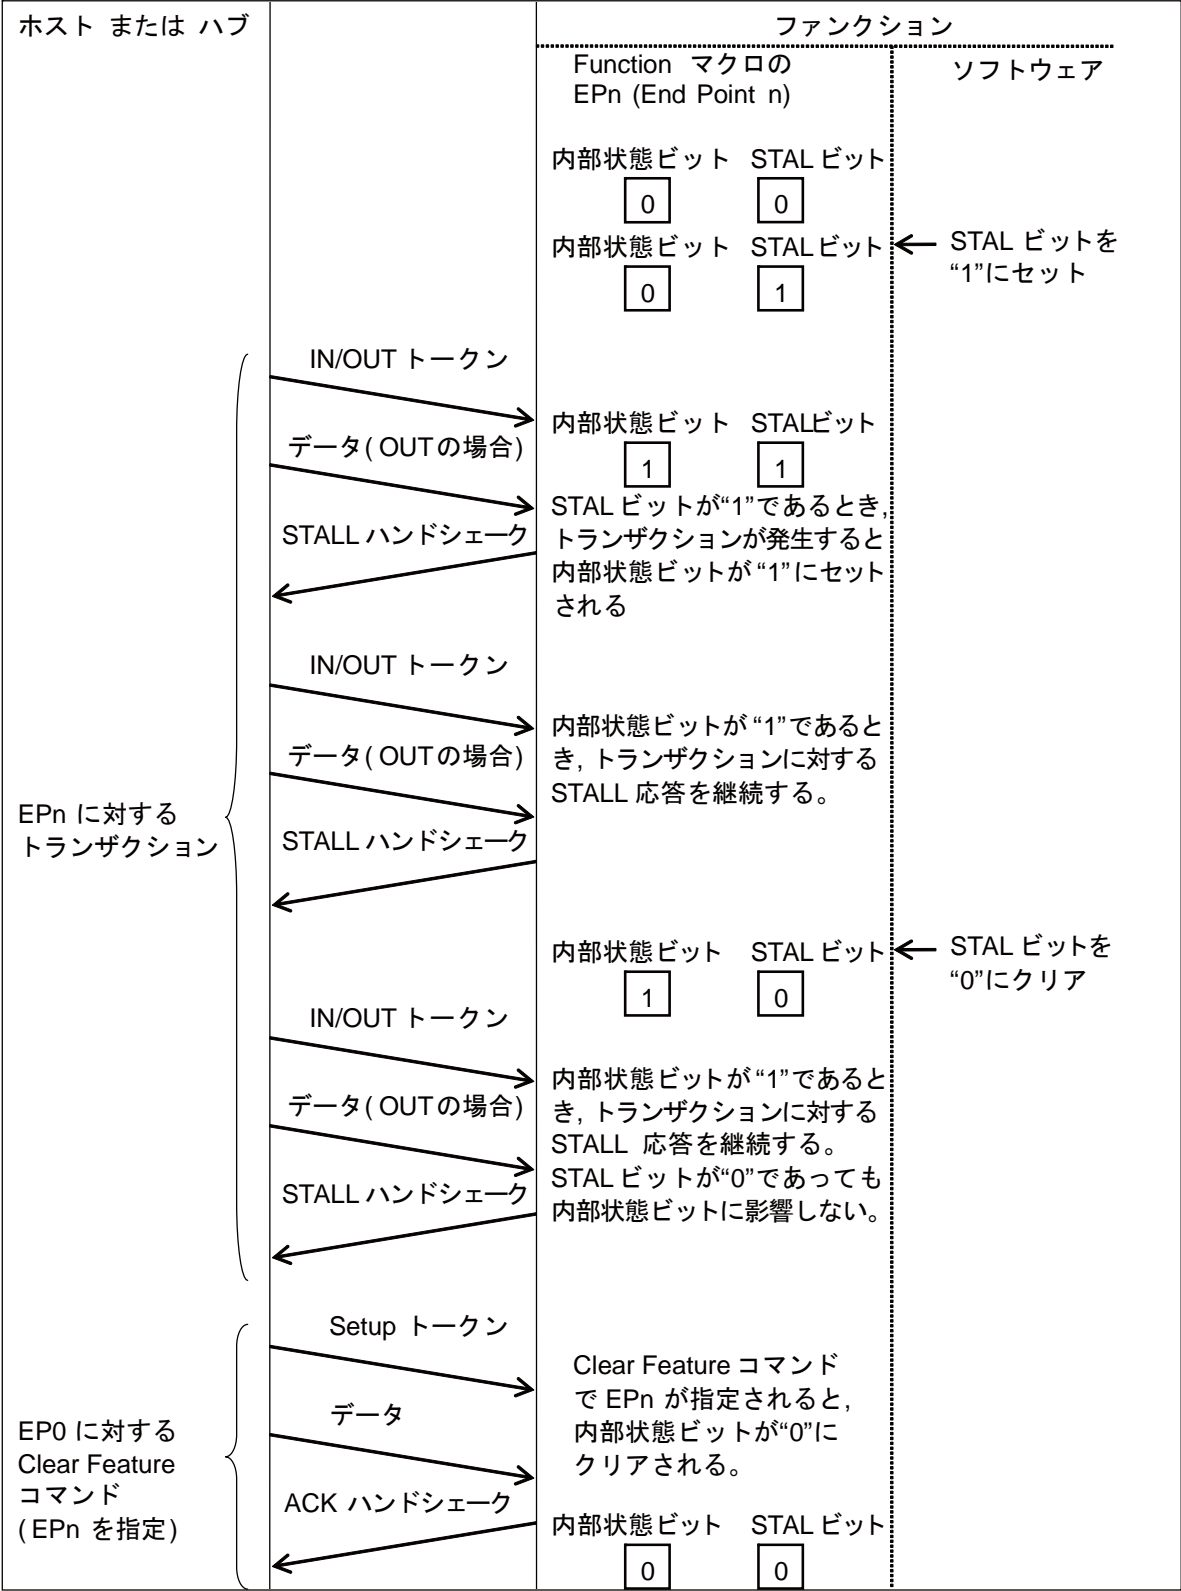 ホスト または ハブ
ファンクション
Function マクロの
EPn (End Point n)
ソフトウェア
内部状態ビット STAL ビット
0 0
内部状態ビット STALビット
0 1
STAL ビットを
“1”にセット
IN/OUT トークン
データ( OUTの場合)
STALL ハンドシェーク
内部状態ビット STALビット
1 1
STAL ビットが“1”であるとき,
トランザクションが発生すると
内部状態ビットが “1”にセット
される
IN/OUT トークン
データ( OUTの場合)
STALL ハンドシェーク
内部状態ビットが “1”であると
き, トランザクションに対する
STALL 応答を継続する。
EPn に対する
トランザクション
内部状態ビット STAL ビット
1 0
STAL ビットを
“0”にクリア
IN/OUT トークン
データ( OUTの場合)
STALL ハンドシェーク
内部状態ビットが “1”であると
き, トランザクションに対する
STALL 応答を継続する。
STAL ビットが“0”であっても
内部状態ビットに影響しない。
Setup トークン
データ
ACK ハンドシェーク
Clear Feature コマンド
で EPn が指定されると,
内部状態ビットが“0”に
クリアされる。
EP0 に対する
Clear Feature
コマンド
( EPn を指定)
内部状態ビット STAL ビット
0 0